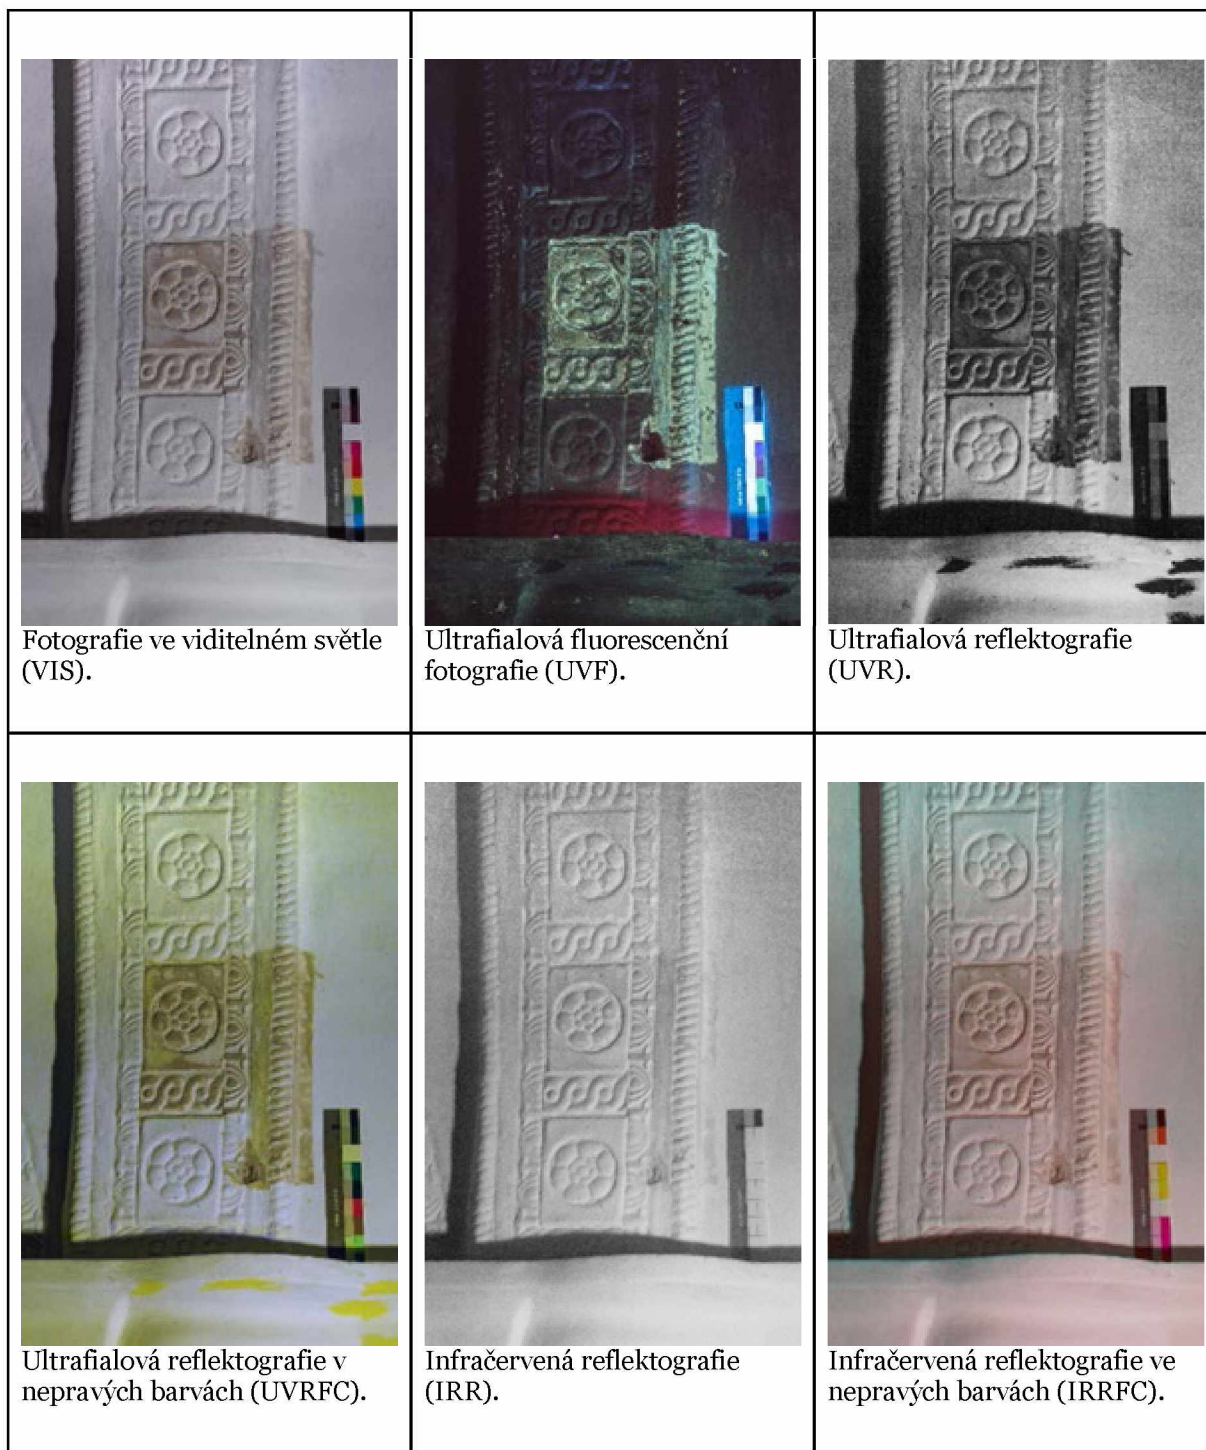 Fotografie ve viditelném světle
(VIS).
Ultrafialová fluorescenční
fotografie (UVF).
Ultrafialová reflektografie
(UVR).
Ultrafialová reflektografie v
nepravých barvách (UVRFC).
Infračervená reflektografie
(IRR).
Infračervená reflektografie ve
nepravých barvách (IRRFC).